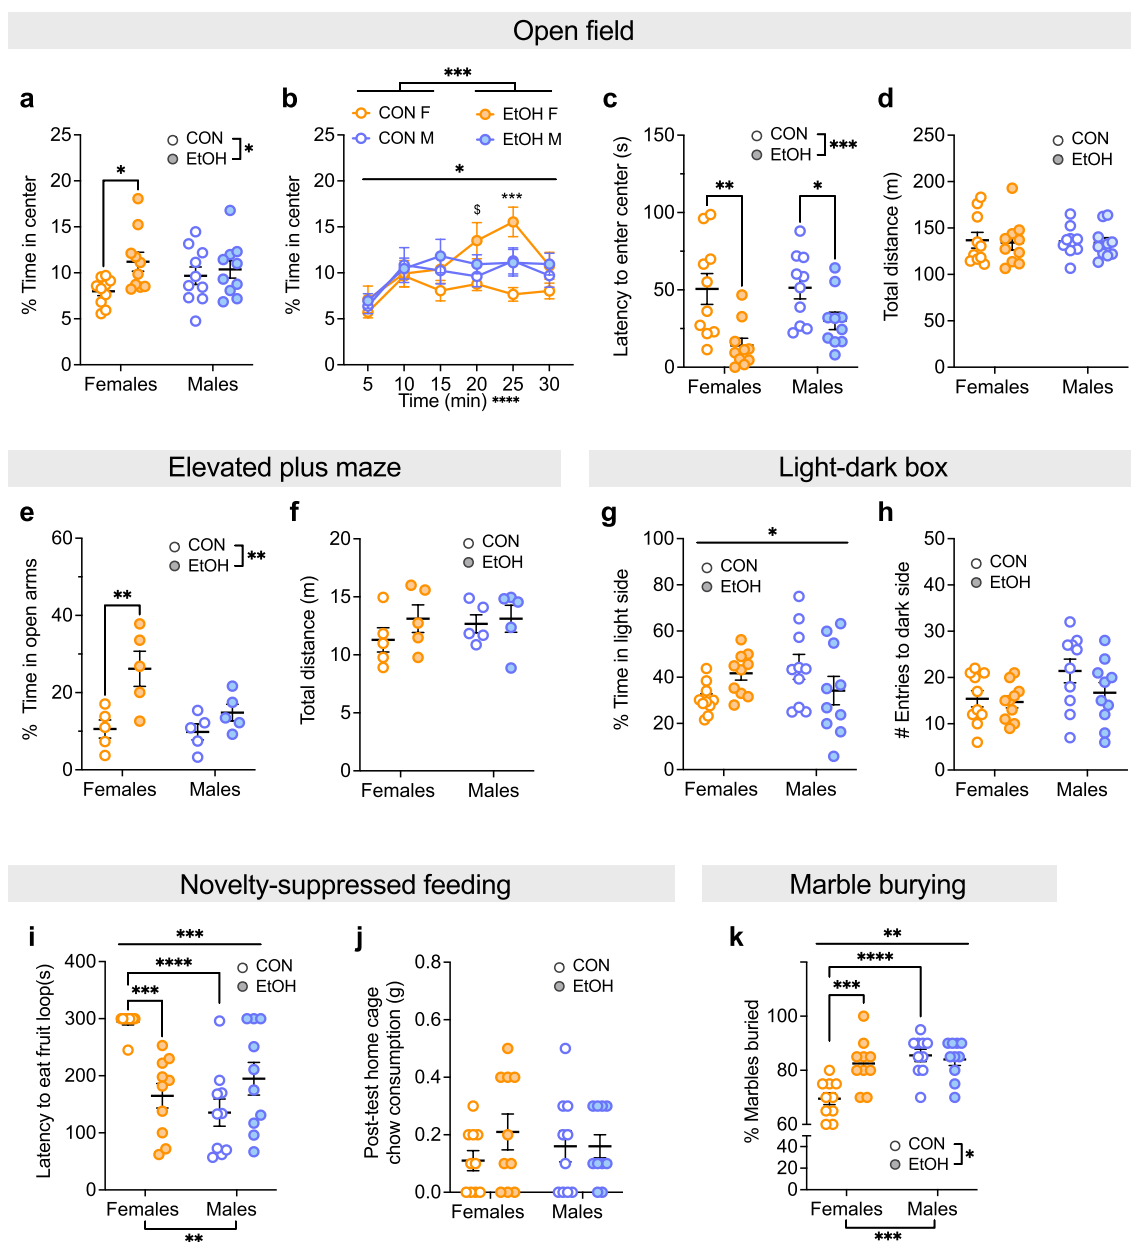 Open field
a
25
20
15
10
5
0
% Time in center
CON
EtOH
*
*
Females
Males
b
***
CON F
EtOH F
CON M
EtOH M
25
20
15
10
5
0
% Time in center
*
$
***
5
10
15
20
25
30
Time (min) ****
c
150
100
50
0
Latency to enter center (s)
CON
EtOH
***
**
*
Females
Males
d
250
200
150
100
50
0
Total distance (m)
CON
EtOH
Females
Males
Elevated plus maze
Light-dark box
e
60
40
20
0
% Time in open arms
CON
EtOH
**
**
Females
Males
f
20
15
10
5
0
Total distance (m)
CON
EtOH
Females
Males
g
100
80
60
40
20
0
% Time in light side
*
CON
EtOH
Females
Males
h
50
40
30
20
10
0
# Entries to dark side
CON
EtOH
Females
Males
Novelty-suppressed feeding
Marble burying
i
***
400
300
200
100
0
Latency to eat fruit loop(s)
****
***
CON
EtOH
Females
Males
**
j
0.8
0.6
0.4
0.2
0.0
Post-test home cage
chow consumption (g)
CON
EtOH
Females
Males
k
**
****
***
100
80
60
40
20
0
% Marbles buried
CON
EtOH
*
Females
Males
***